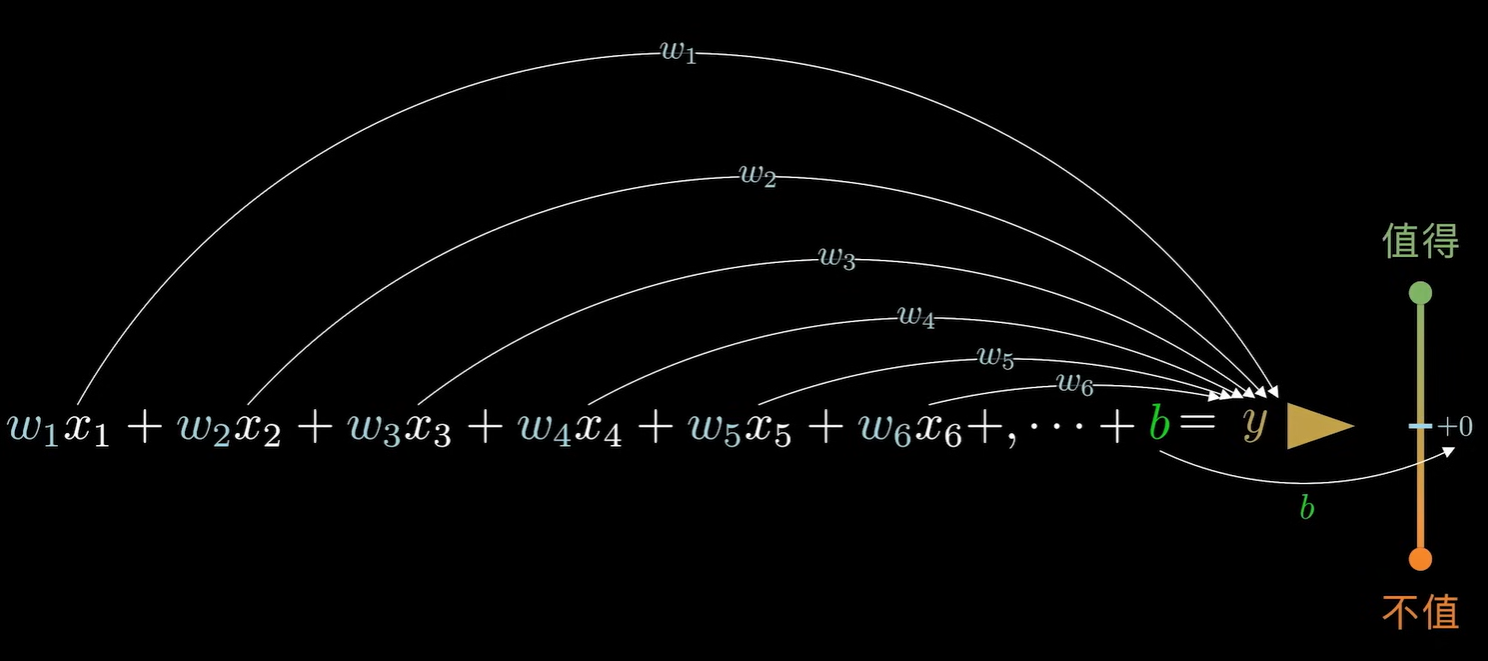 w₁
w₂
w₃
值得
w₄
w₅
w₆
w₁x₁ + w₂x₂ + w₃x₃ + w₄x₄ + w₅x₅ + w₆x₆+,⋯+ b = y +0
b
不值